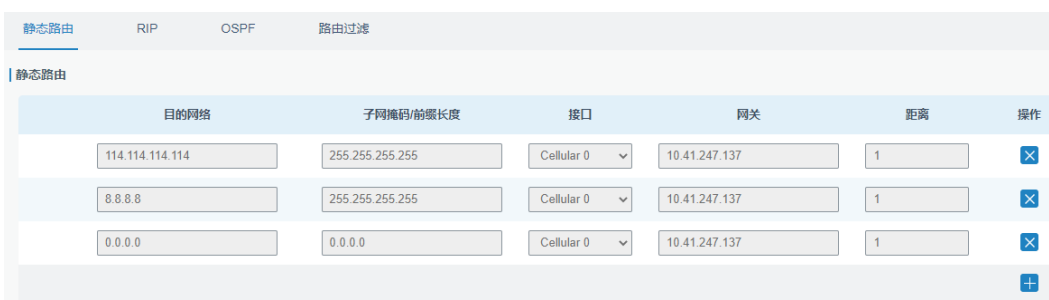 静态路由 RIP OSPF 路由过滤
静态路由
目的网络 子网掩码/前缀长度 接口 网关 距离 操作
114.114.114.114 255.255.255.255 Cellular 0 10.41.247.137 1
8.8.8.8 255.255.255.255 Cellular 0 10.41.247.137 1
0.0.0.0 0.0.0.0 Cellular 0 10.41.247.137 1